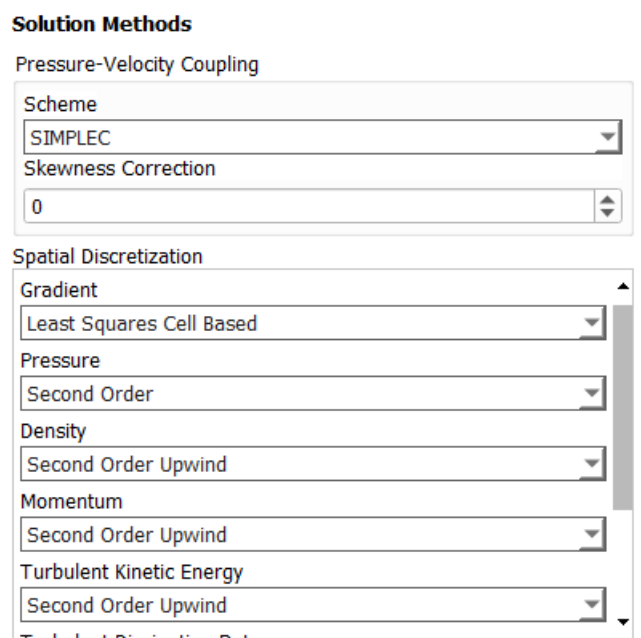 Solution Methods
Pressure-Velocity Coupling
Scheme
SIMPLEC
Skewness Correction
0
Spatial Discretization
Gradient
Least Squares Cell Based
Pressure
Second Order
Density
Second Order Upwind
Momentum
Second Order Upwind
Turbulent Kinetic Energy
Second Order Upwind